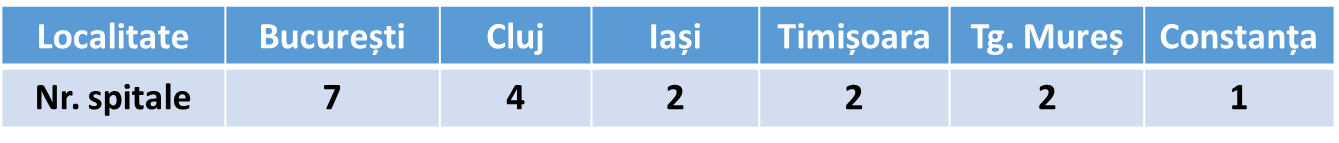 Localitate București Cluj Iași Timișoara Tg. Mureș Constanța
Nr. spitale 7 4 2 2 2 1